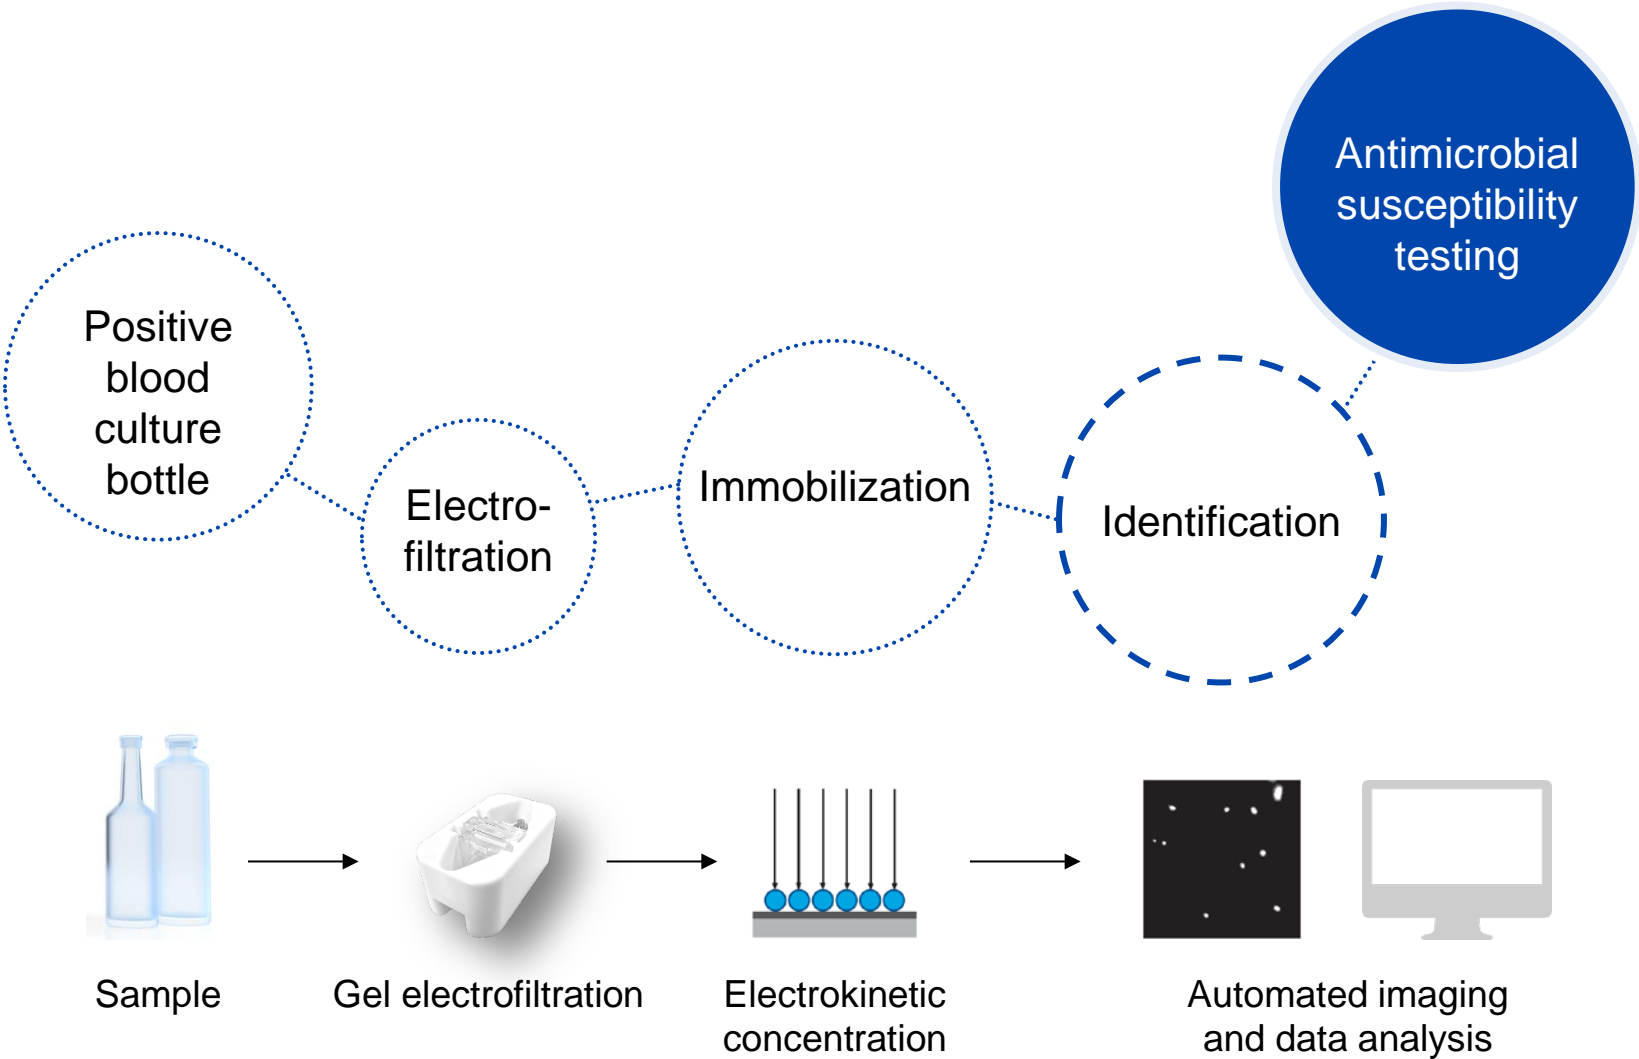 Positive
blood
culture
bottle
Electro-
filtration
Immobilization
Identification
Antimicrobial
susceptibility
testing
Sample
Gel electrofiltration
Electrokinetic
concentration
Automated imaging
and data analysis